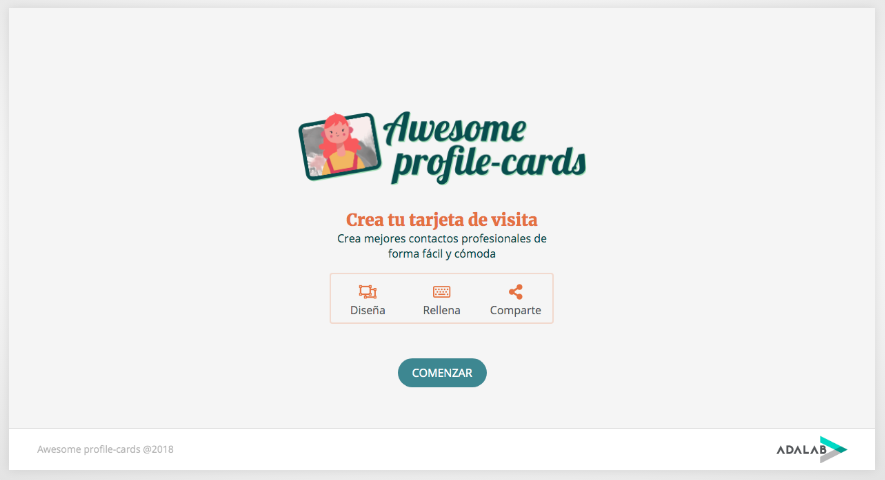 Awesome
profile-cards
Crea tu tarjeta de visita
Crea mejores contactos profesionales de
forma fácil y cómoda
Diseña Rellena Comparte
COMENZAR
Awesome profile-cards @2018 ADALAB